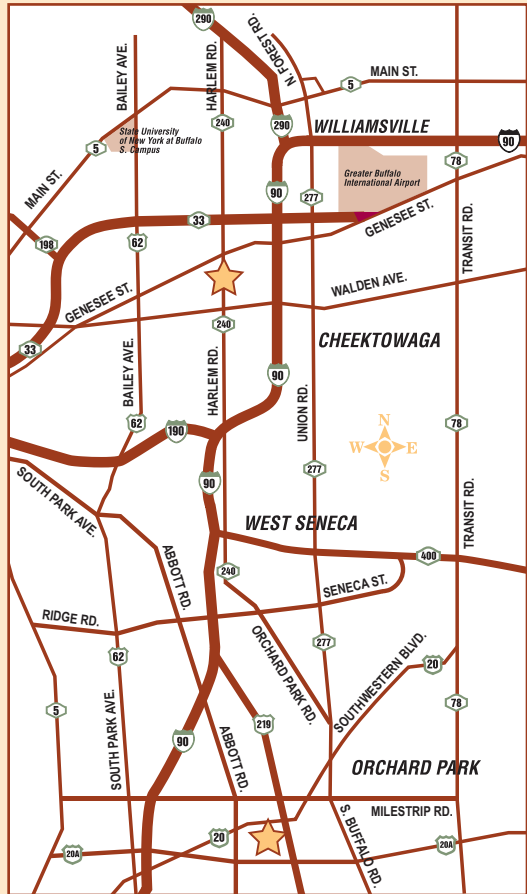 290
N. FOREST RD.
BAILEY AVE.
HARLEM RD.
MAIN ST.
5
240
290
WILLIAMSVILLE
90
State University
of New York at Buffalo
S. Campus
5
78
Greater Buffalo
International Airport
MAIN ST.
90
277
33
GENESEE ST.
TRANSIT RD.
198
62
WALDEN AVE.
GENESEE ST.
240
33
CHEEKTOWAGA
BAILEY AVE.
HARLEM RD.
90
UNION RD.
62
190
78
N
W
E
S
277
90
SOUTH PARK AVE.
TRANSIT RD.
WEST SENECA
400
ABBOTT RD.
240
SENECA ST.
RIDGE RD.
ORCHARD PARK RD.
277
62
SOUTHWESTERN BLVD.
20
5
SOUTH PARK AVE.
78
219
90
ABBOTT RD.
ORCHARD PARK
MILESTRIP RD.
S. BUFFALO RD.
20
20A
20A